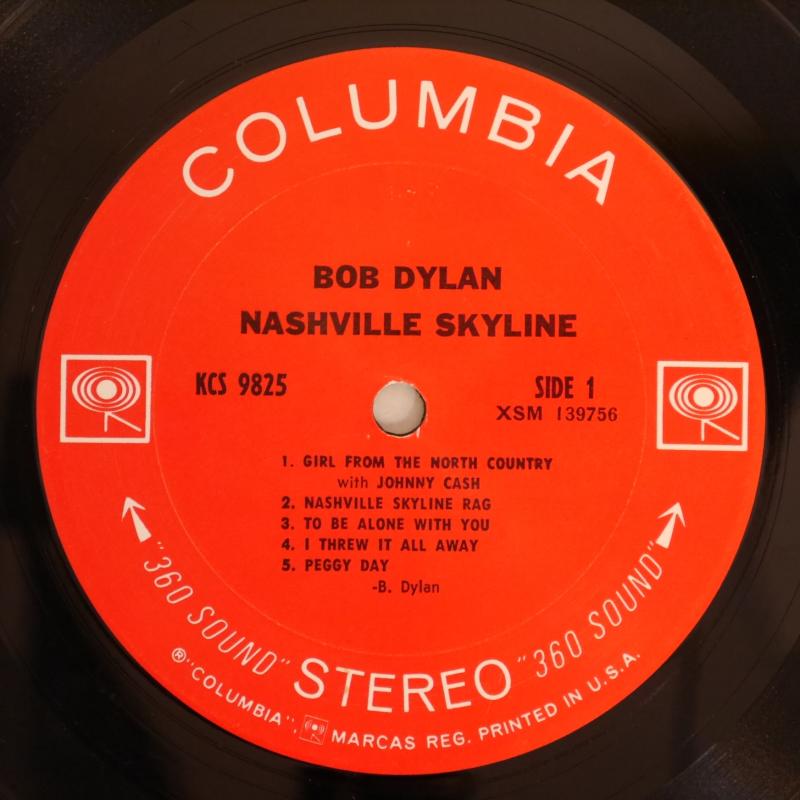 COLUMBIA
BOB DYLAN
NASHVILLE SKYLINE
KCS 9825
SIDE 1
XSM 139756
1. GIRL FROM THE NORTH COUNTRY
with JOHNNY CASH
2. NASHVILLE SKYLINE RAG
3. TO BE ALONE WITH YOU
4. I THREW IT ALL AWAY
5. PEGGY DAY
-B. Dylan
"360 SOUND" STEREO "360 SOUND"
® "COLUMBIA", MARCAS REG. PRINTED IN U.S.A.